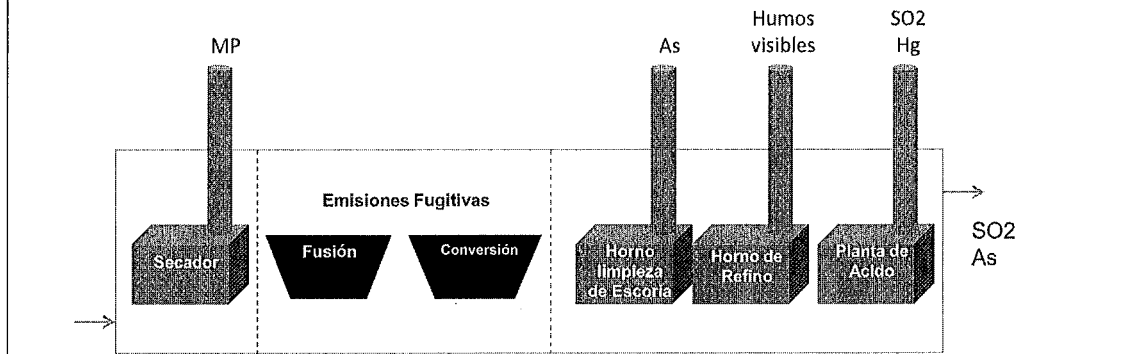 MP
As
Humos
visibles
SO2
Hg
Emisiones Fugitivas
Secador
Fusión
Conversión
Horno
limpieza
de Escoria
Horno de
Refino
Planta de
Acido
SO2
As